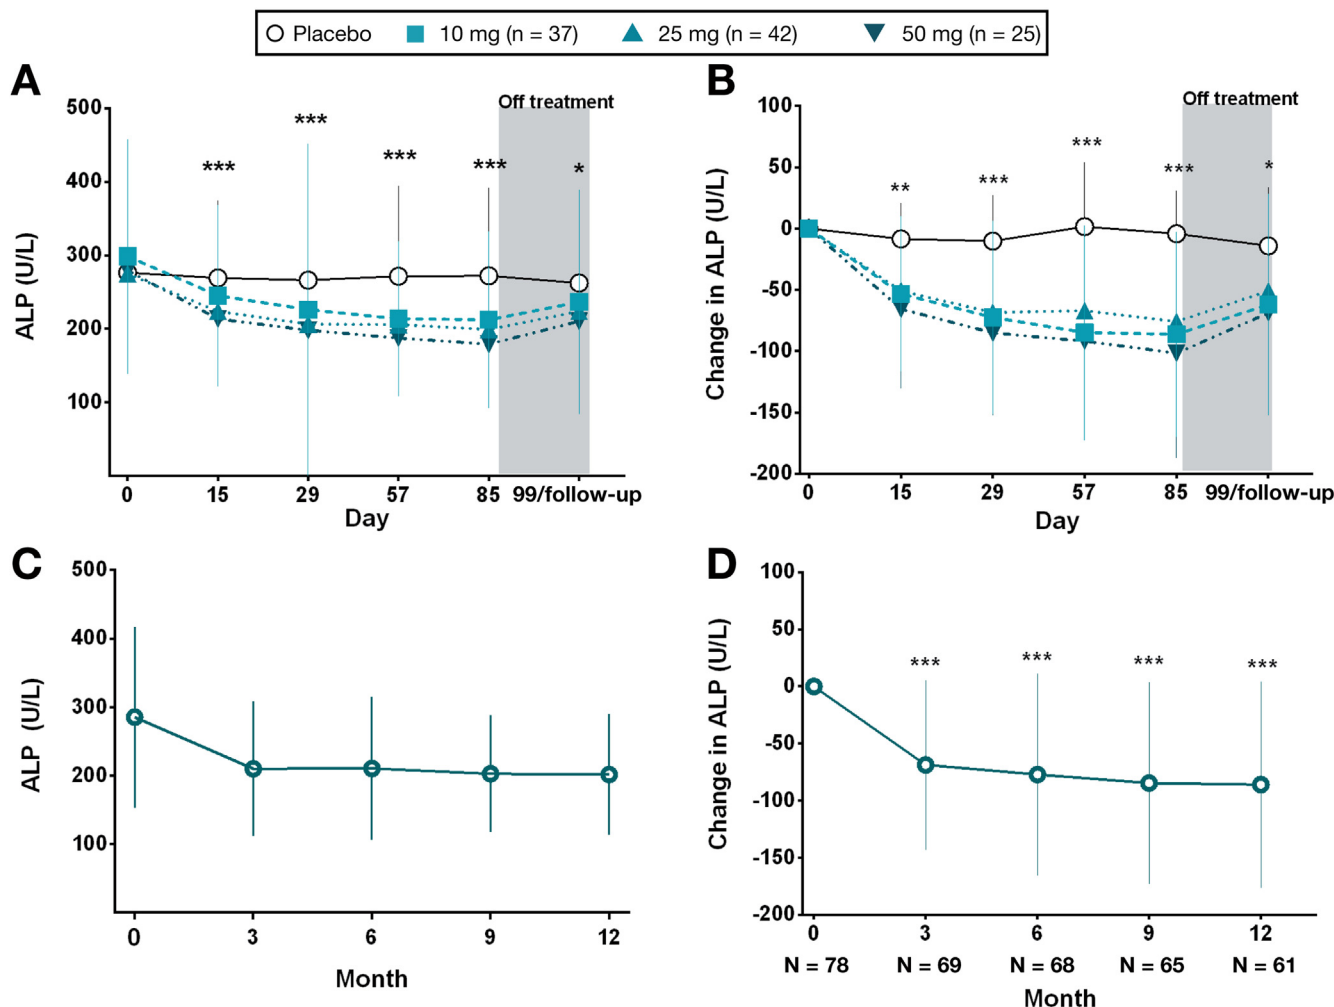 Placebo 10 mg (n = 37) 25 mg (n = 42) 50 mg (n = 25)
A
ALP (U/L)
500
400
300
200
100
Off treatment
***
***
***
***
*
0 15 29 57 85 99/follow-up
Day
B
Change in ALP (U/L)
100
50
0
-50
-100
-150
-200
Off treatment
**
***
***
***
*
0 15 29 57 85 99/follow-up
Day
C
ALP (U/L)
500
400
300
200
100
0 3 6 9 12
Month
D
Change in ALP (U/L)
100
50
0
-50
-100
-150
-200
*** *** *** ***
0 3 6 9 12
N = 78 N = 69 N = 68 N = 65 N = 61
Month